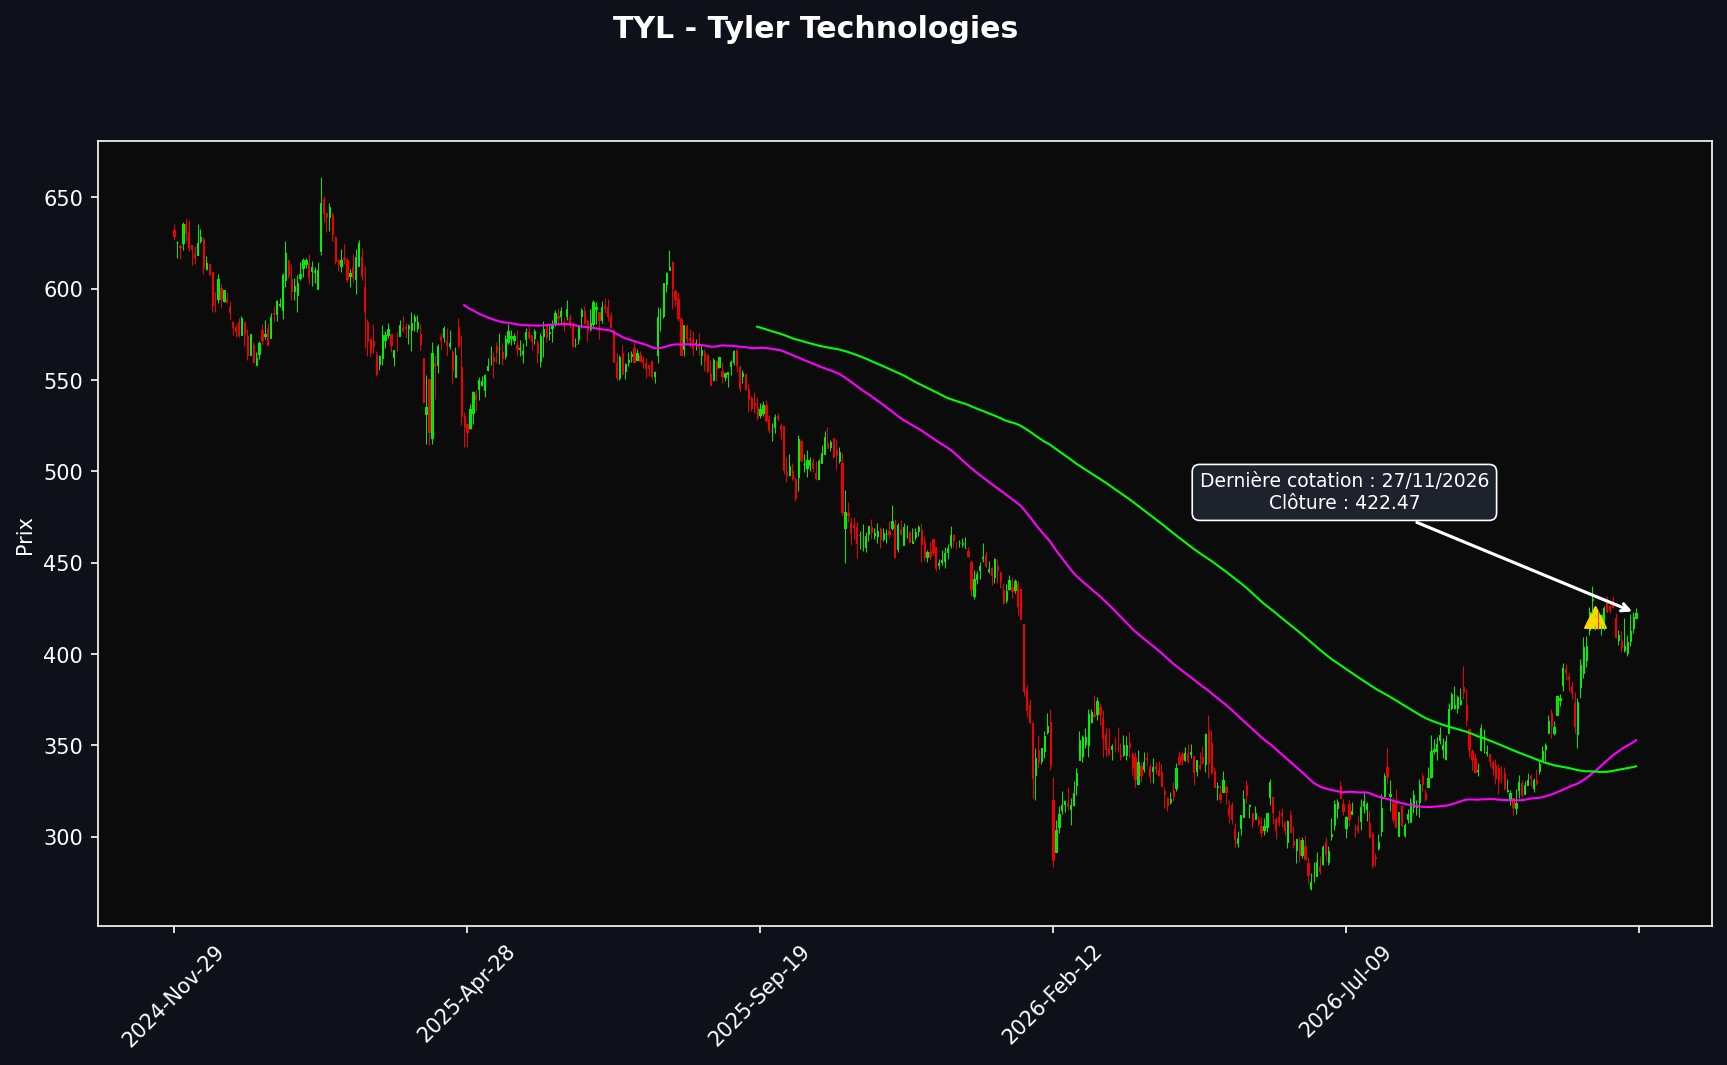 TYL - Tyler Technologies
Prix
650
600
550
500
450
400
350
300
Dernière cotation : 27/11/2026
Clôture : 422.47
2024-Nov-29
2025-Apr-28
2025-Sep-19
2026-Feb-12
2026-Jul-09